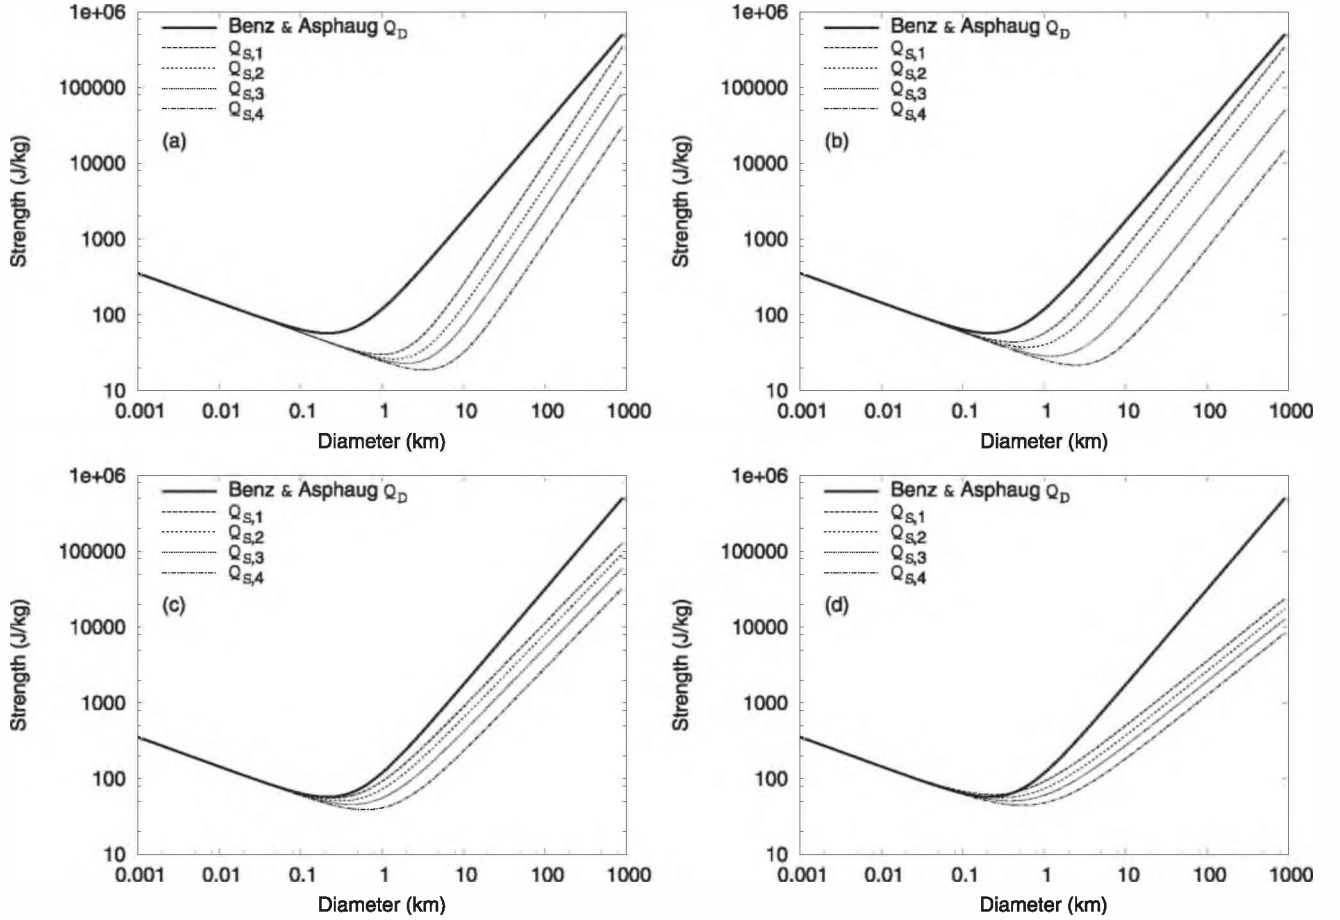 1e+06
100000
10000
1000
100
10
Strength (J/kg)
Benz & Asphaug Q_D
Q_S,1
Q_S,2
Q_S,3
Q_S,4
(a)
0.001 0.01 0.1 1 10 100 1000
Diameter (km)
1e+06
100000
10000
1000
100
10
Strength (J/kg)
Benz & Asphaug Q_D
Q_S,1
Q_S,2
Q_S,3
Q_S,4
(b)
0.001 0.01 0.1 1 10 100 1000
Diameter (km)
1e+06
100000
10000
1000
100
10
Strength (J/kg)
Benz & Asphaug Q_D
Q_S,1
Q_S,2
Q_S,3
Q_S,4
(c)
0.001 0.01 0.1 1 10 100 1000
Diameter (km)
1e+06
100000
10000
1000
100
10
Strength (J/kg)
Benz & Asphaug Q_D
Q_S,1
Q_S,2
Q_S,3
Q_S,4
(d)
0.001 0.01 0.1 1 10 100 1000
Diameter (km)